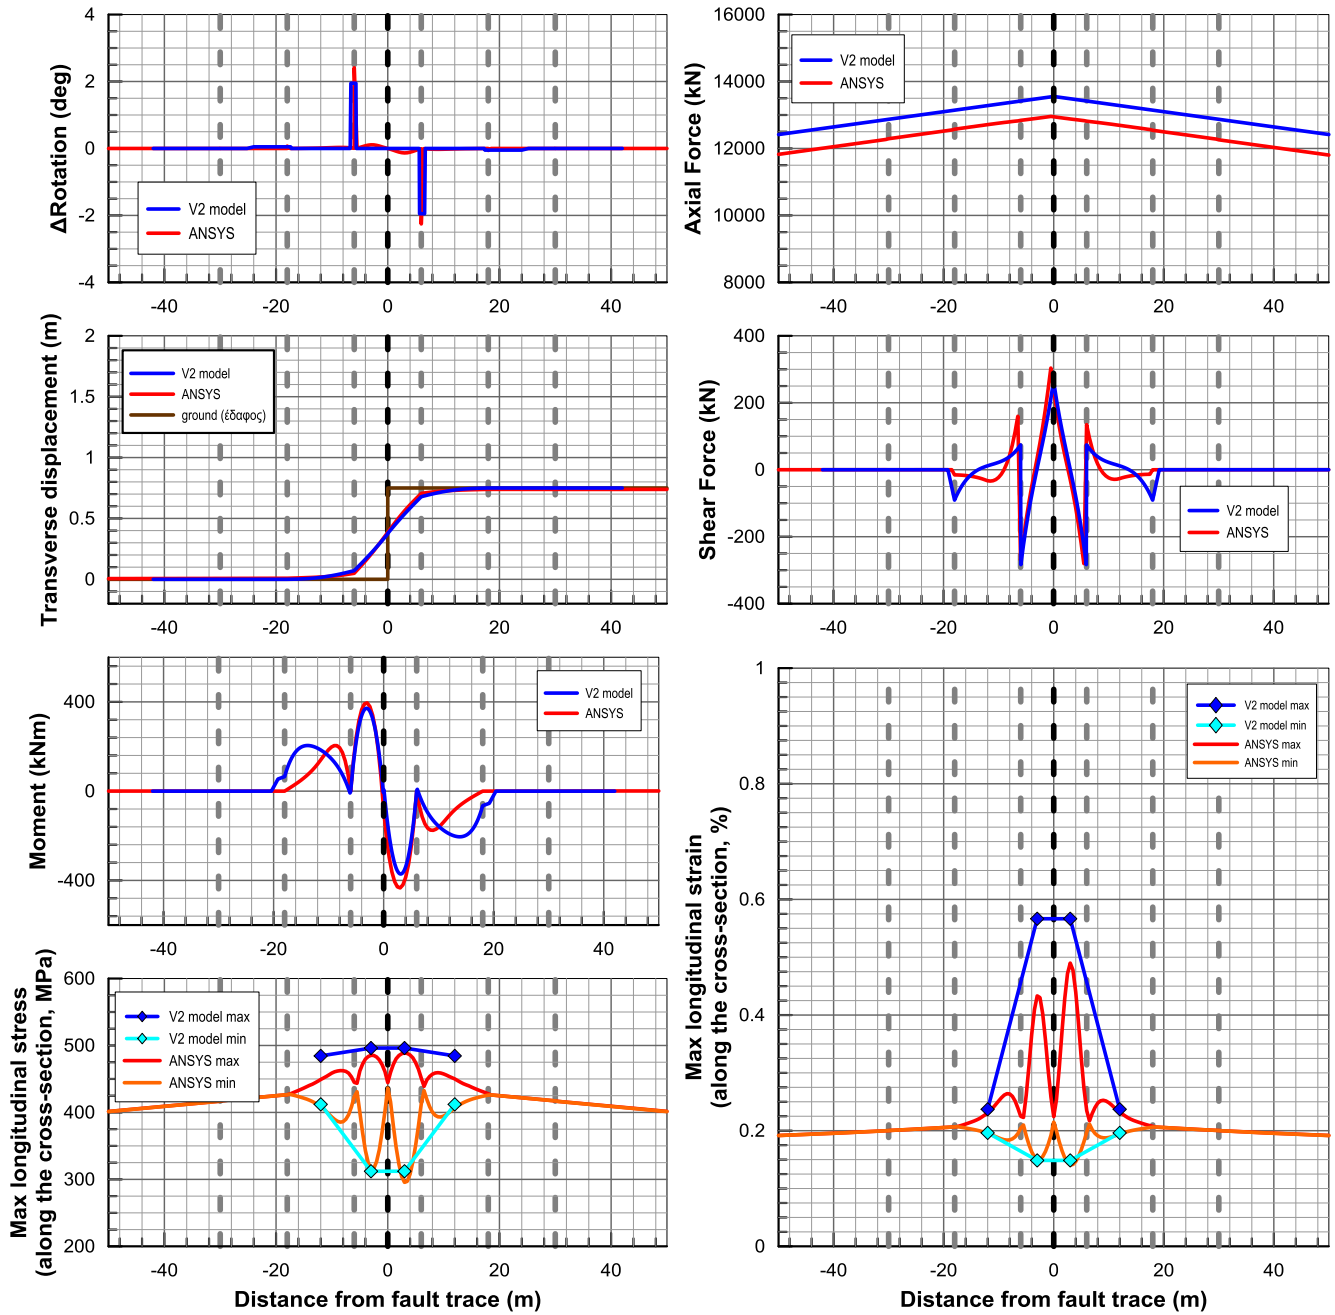 ΔRotation (deg)
4
2
0
-2
-4
V2 model
ANSYS
-40 -20 0 20 40
Axial Force (kN)
16000
14000
12000
10000
8000
V2 model
ANSYS
-40 -20 0 20 40
Transverse displacement (m)
2
1.5
1
0.5
0
V2 model
ANSYS
ground (έδαφος)
-40 -20 0 20 40
Shear Force (kN)
400
200
0
-200
-400
V2 model
ANSYS
-40 -20 0 20 40
Moment (kNm)
400
0
-400
V2 model
ANSYS
-40 -20 0 20 40
Max longitudinal stress
(along the cross-section, MPa)
600
500
400
300
200
V2 model max
V2 model min
ANSYS max
ANSYS min
-40 -20 0 20 40
Distance from fault trace (m)
Max longitudinal strain
(along the cross-section, %)
1
0.8
0.6
0.4
0.2
0
V2 model max
V2 model min
ANSYS max
ANSYS min
-40 -20 0 20 40
Distance from fault trace (m)